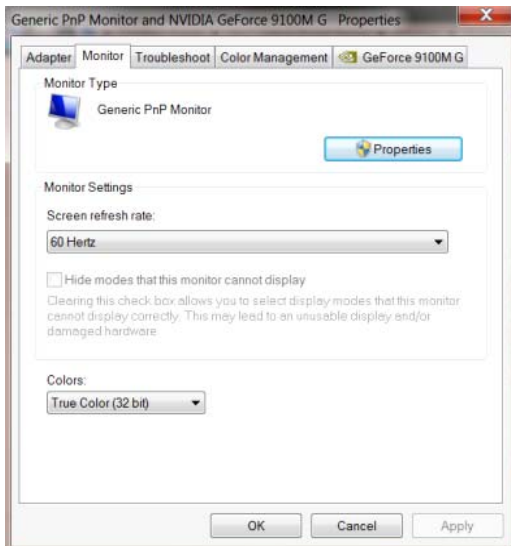 Generic PnP Monitor and NVIDIA GeForce 9100M G Properties
Adapter Monitor Troubleshoot Color Management GeForce 9100M G
Monitor Type
Generic PnP Monitor
Properties
Monitor Settings
Screen refresh rate:
60 Hertz
Hide modes that this monitor cannot display
Clearing this check box allows you to select display modes that this monitor
cannot display correctly. This may lead to an unusable display and/or
damaged hardware.
Colors:
True Color (32 bit)
OK Cancel Apply